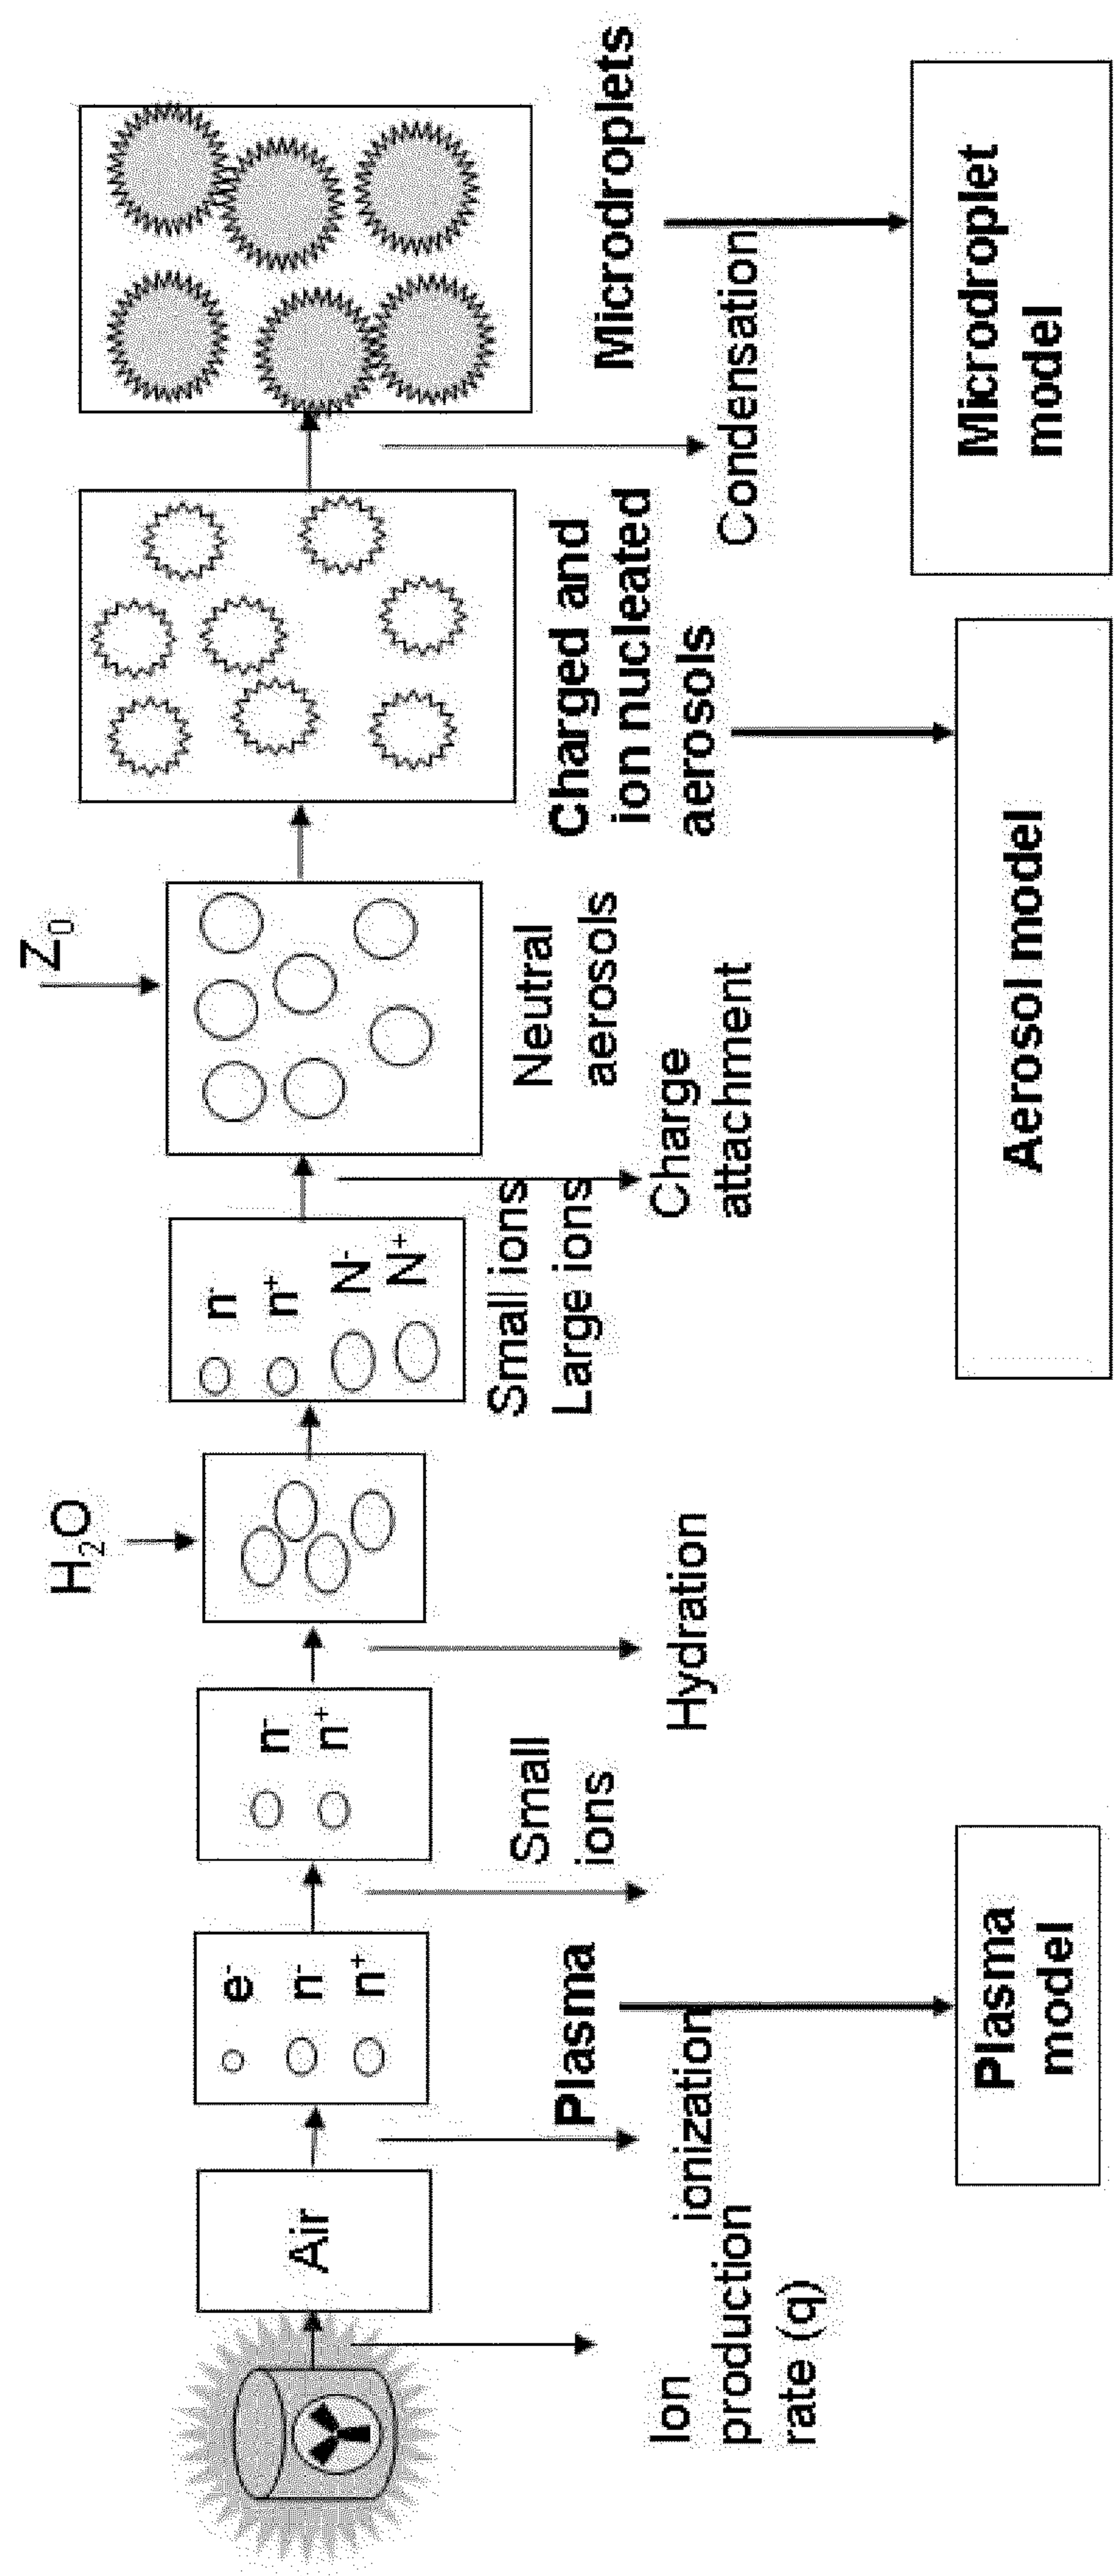 H₂O
Z₀
Air
e⁻
n⁻
n⁺
n⁻
n⁺
n⁻
n⁺
N⁻
N⁺
Plasma
Small
ions
Small ions
Large ions
Neutral
aerosols
Charged and
ion nucleated
aerosols
Microdroplets
Ion
production
rate (q)
ionization
Hydration
Charge
attachment
Condensation
Plasma
model
Aerosol model
Microdroplet
model